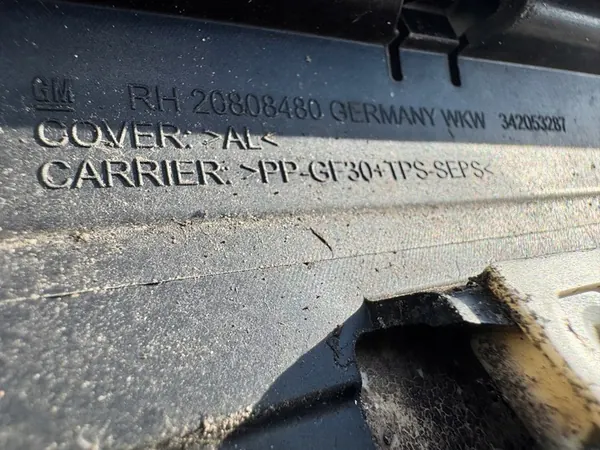 GM RH 20808480 GERMANY WKW 342053287
COVER: >AL<
CARRIER: >PP-GF30+TPS-SEPS<